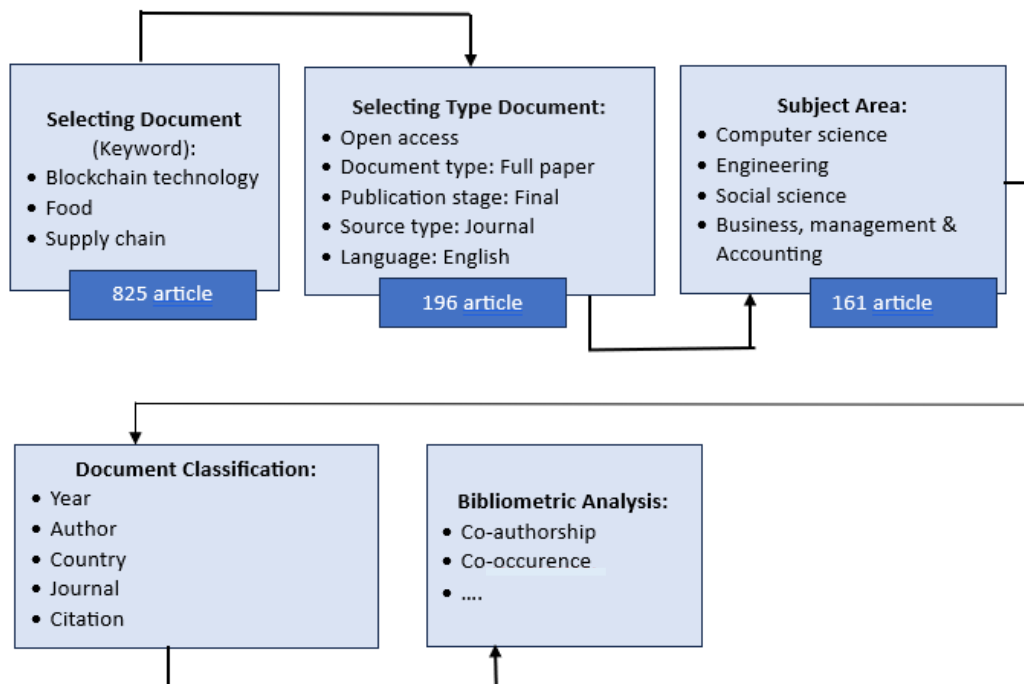 Selecting Document
(Keyword):
• Blockchain technology
• Food
• Supply chain
825 article
Selecting Type Document:
• Open access
• Document type: Full paper
• Publication stage: Final
• Source type: Journal
• Language: English
196 article
Subject Area:
• Computer science
• Engineering
• Social science
• Business, management &
Accounting
161 article
Document Classification:
• Year
• Author
• Country
• Journal
• Citation
Bibliometric Analysis:
• Co-authorship
• Co-occurence
• ....